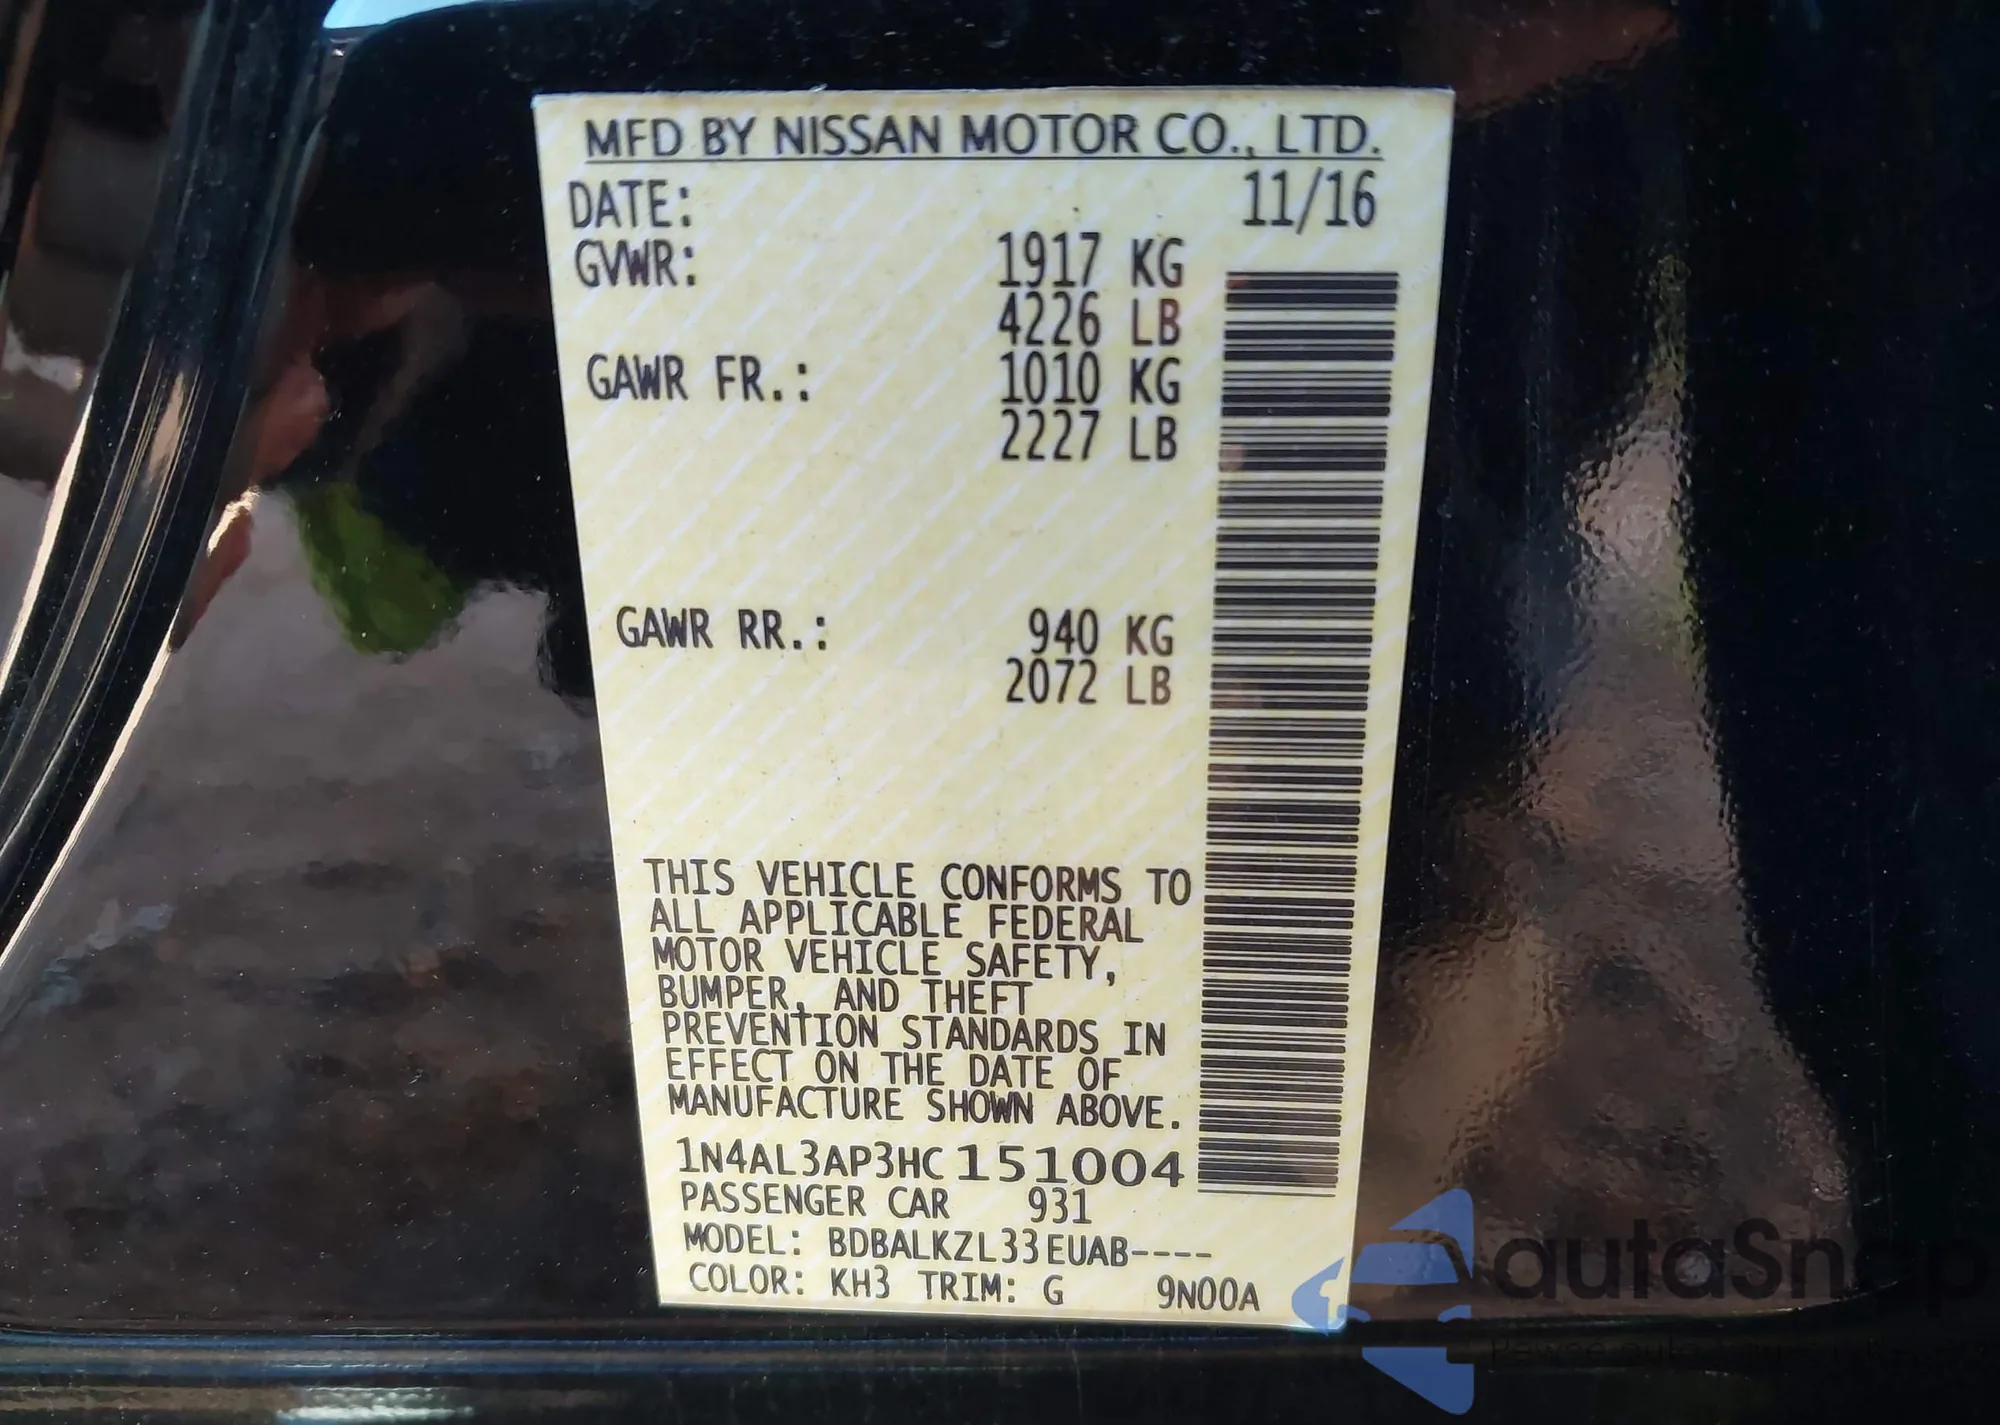 MFD BY NISSAN MOTOR CO., LTD.
DATE: 11/16
GVWR: 1917 KG
4226 LB
GAWR FR.: 1010 KG
2227 LB
GAWR RR.: 940 KG
2072 LB
THIS VEHICLE CONFORMS TO
ALL APPLICABLE FEDERAL
MOTOR VEHICLE SAFETY,
BUMPER, AND THEFT
PREVENTION STANDARDS IN
EFFECT ON THE DATE OF
MANUFACTURE SHOWN ABOVE.
1N4AL3AP3HC151004
PASSENGER CAR 931
MODEL: BDBALKZL33EUAB----
COLOR: KH3 TRIM: G 9N00A
autaSnap